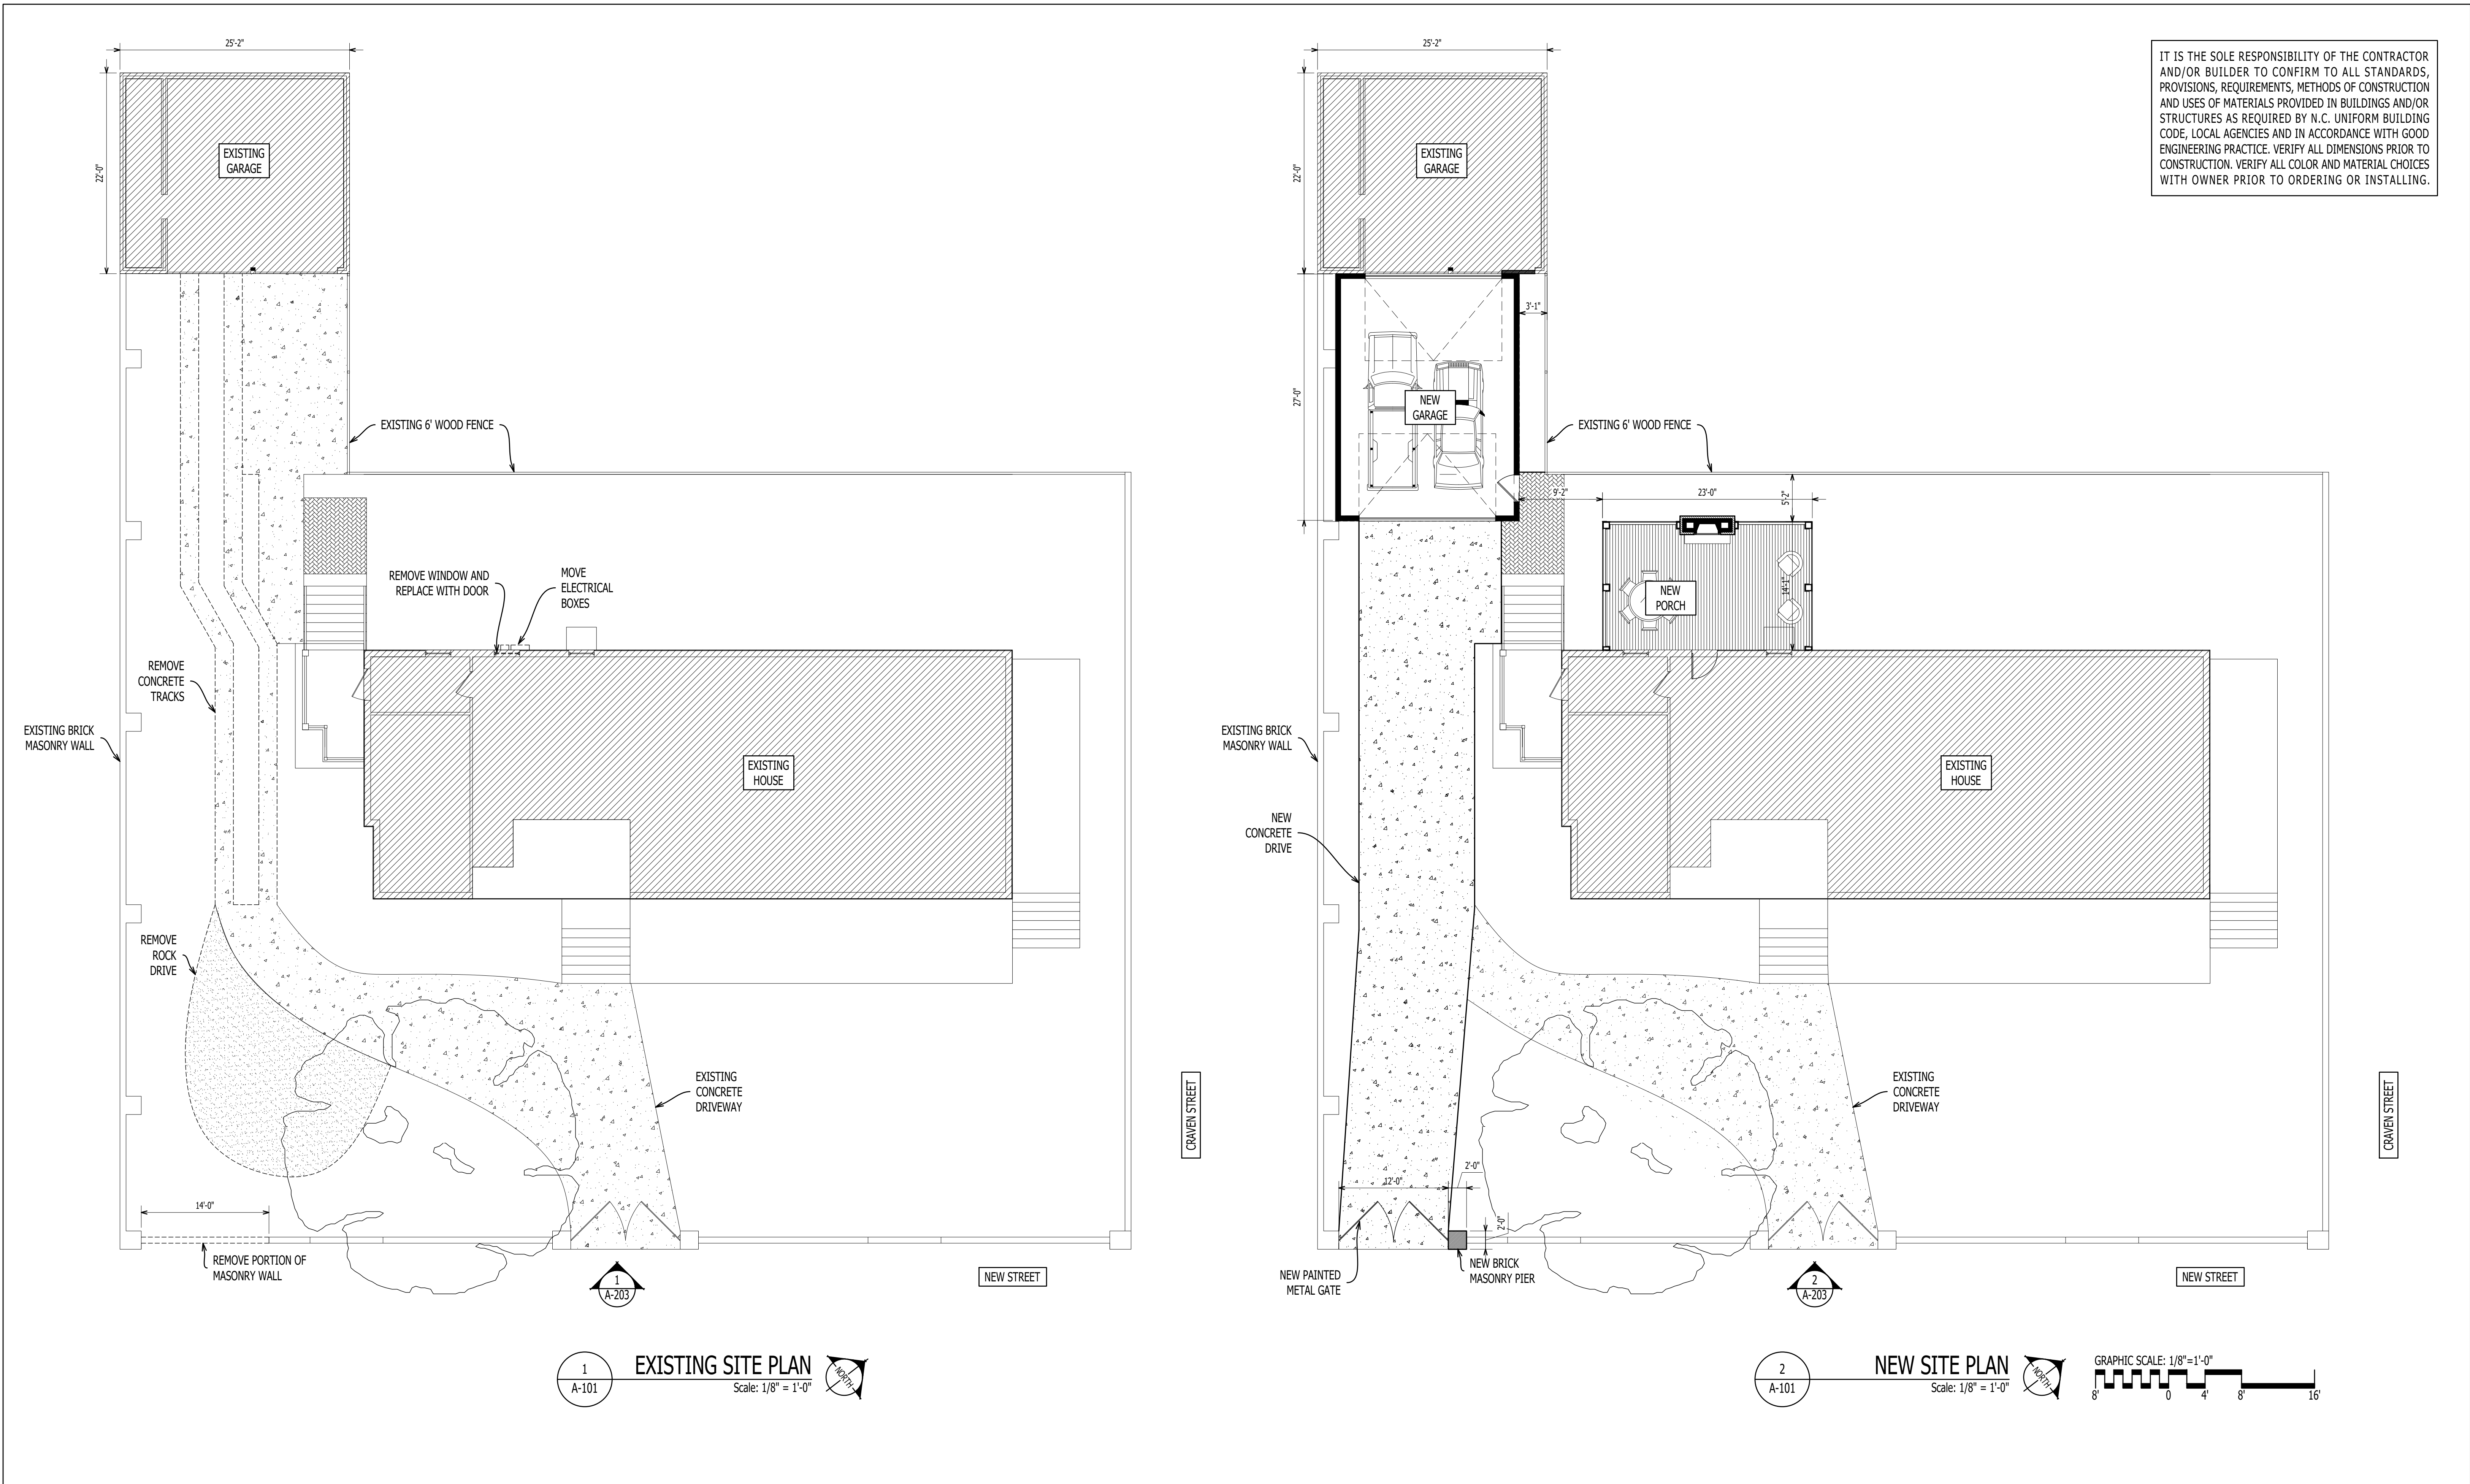 25'-2"
22'-0"
EXISTING
GARAGE
EXISTING 6' WOOD FENCE
REMOVE WINDOW AND
REPLACE WITH DOOR
MOVE
ELECTRICAL
BOXES
REMOVE
CONCRETE
TRACKS
EXISTING BRICK
MASONRY WALL
EXISTING
HOUSE
REMOVE
ROCK
DRIVE
EXISTING
CONCRETE
DRIVEWAY
CRAVEN STREET
14'-0"
REMOVE PORTION OF
MASONRY WALL
1
A-203
NEW STREET
1
A-101
EXISTING SITE PLAN
Scale: 1/8" = 1'-0"
NORTH
25'-2"
22'-0"
EXISTING
GARAGE
3'-1"
27'-0"
NEW
GARAGE
EXISTING 6' WOOD FENCE
9'-2"
23'-0"
5'-2"
14'-1"
NEW
PORCH
EXISTING BRICK
MASONRY WALL
EXISTING
HOUSE
NEW
CONCRETE
DRIVE
EXISTING
CONCRETE
DRIVEWAY
CRAVEN STREET
2'-0"
12'-0"
2'-0"
NEW PAINTED
METAL GATE
NEW BRICK
MASONRY PIER
2
A-203
NEW STREET
2
A-101
NEW SITE PLAN
Scale: 1/8" = 1'-0"
NORTH
GRAPHIC SCALE: 1/8"=1'-0"
8' 0 4' 8' 16'
IT IS THE SOLE RESPONSIBILITY OF THE CONTRACTOR
AND/OR BUILDER TO CONFIRM TO ALL STANDARDS,
PROVISIONS, REQUIREMENTS, METHODS OF CONSTRUCTION
AND USES OF MATERIALS PROVIDED IN BUILDINGS AND/OR
STRUCTURES AS REQUIRED BY N.C. UNIFORM BUILDING
CODE, LOCAL AGENCIES AND IN ACCORDANCE WITH GOOD
ENGINEERING PRACTICE. VERIFY ALL DIMENSIONS PRIOR TO
CONSTRUCTION. VERIFY ALL COLOR AND MATERIAL CHOICES
WITH OWNER PRIOR TO ORDERING OR INSTALLING.